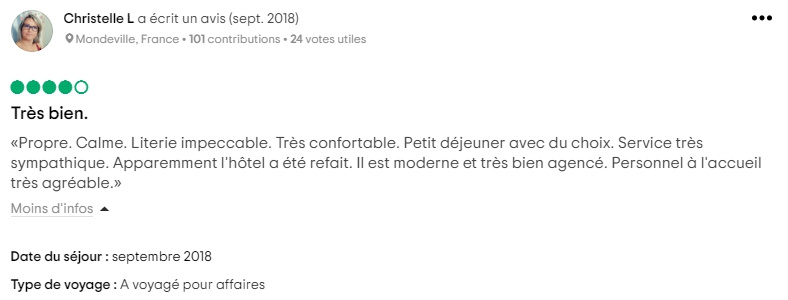 Christelle L a écrit un avis (sept. 2018)
Mondeville, France • 101 contributions • 24 votes utiles
Très bien.
«Propre. Calme. Literie impeccable. Très confortable. Petit déjeuner avec du choix. Service très
sympathique. Apparemment l'hôtel a été refait. Il est moderne et très bien agencé. Personnel à l'accueil
très agréable.»
Moins d'infos
Date du séjour : septembre 2018
Type de voyage : A voyagé pour affaires